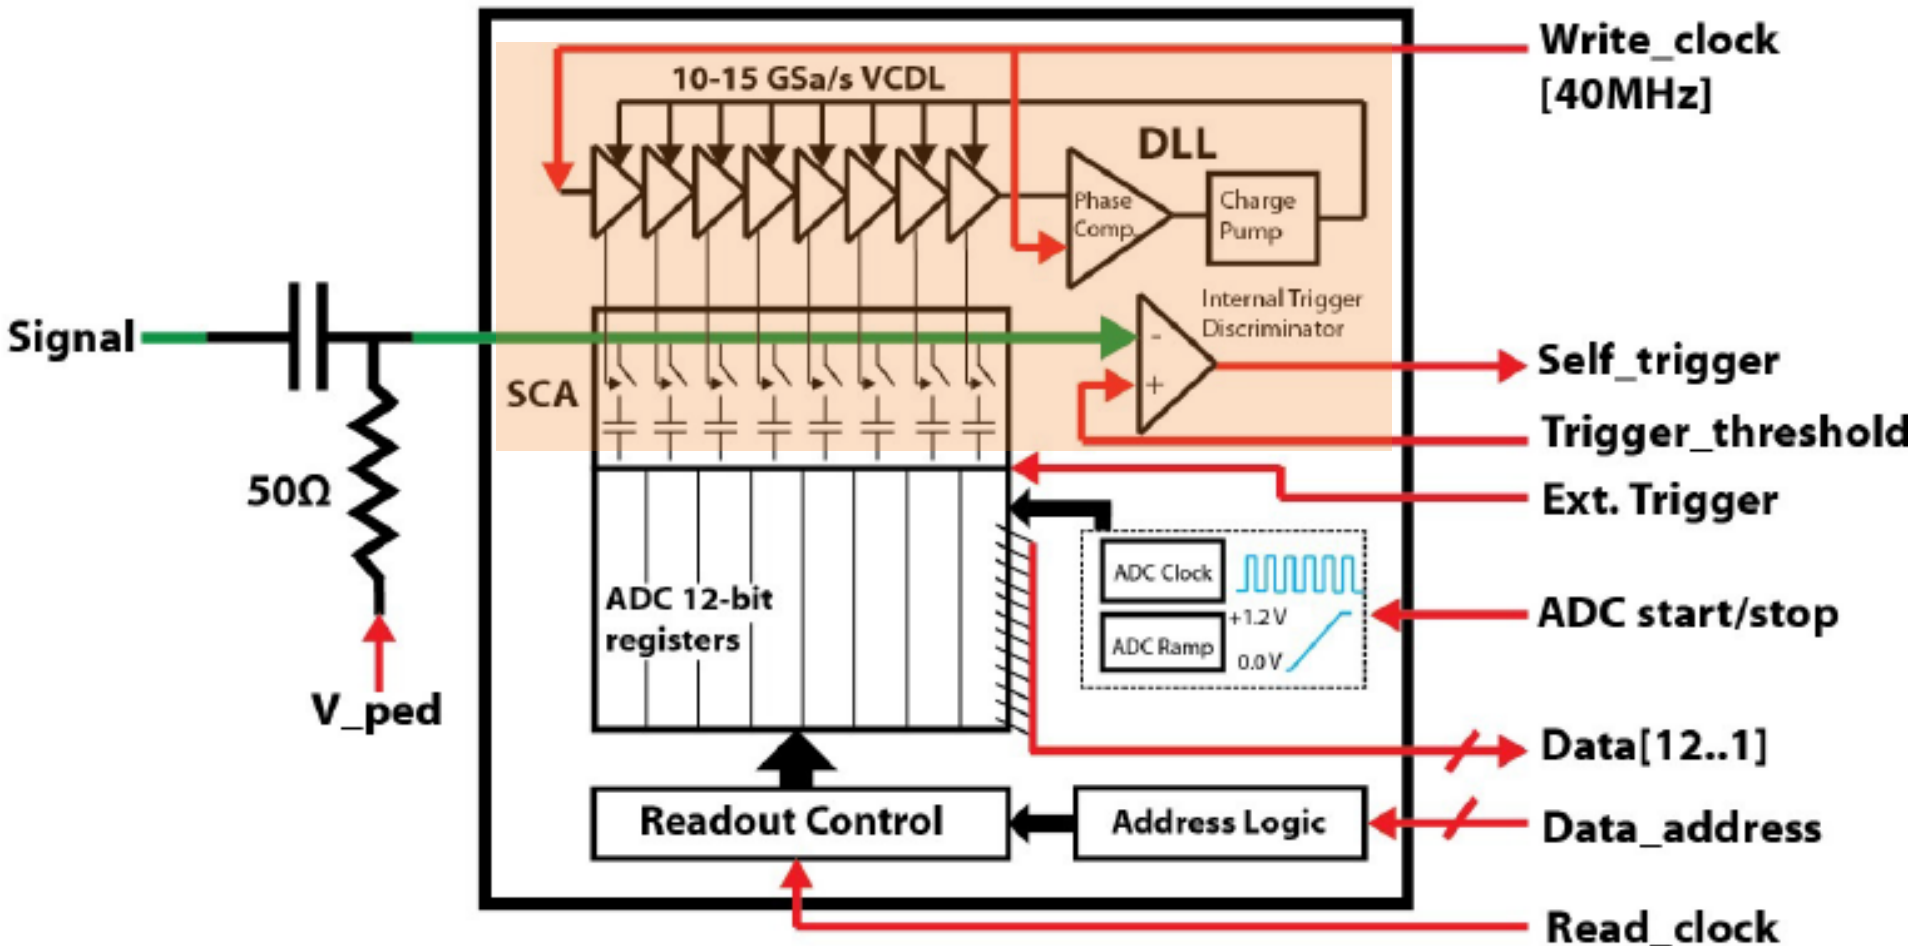 Write_clock
[40MHz]
10-15 GSa/s VCDL
DLL
Phase
Comp.
Charge
Pump
Internal Trigger
Discriminator
Signal
-
+
SCA
Self_trigger
Trigger_threshold
50Ω
Ext. Trigger
ADC Clock
ADC 12-bit
registers
+1.2 V
ADC Ramp
0.0 V
ADC start/stop
V_ped
Data[12..1]
Readout Control
Address Logic
Data_address
Read_clock